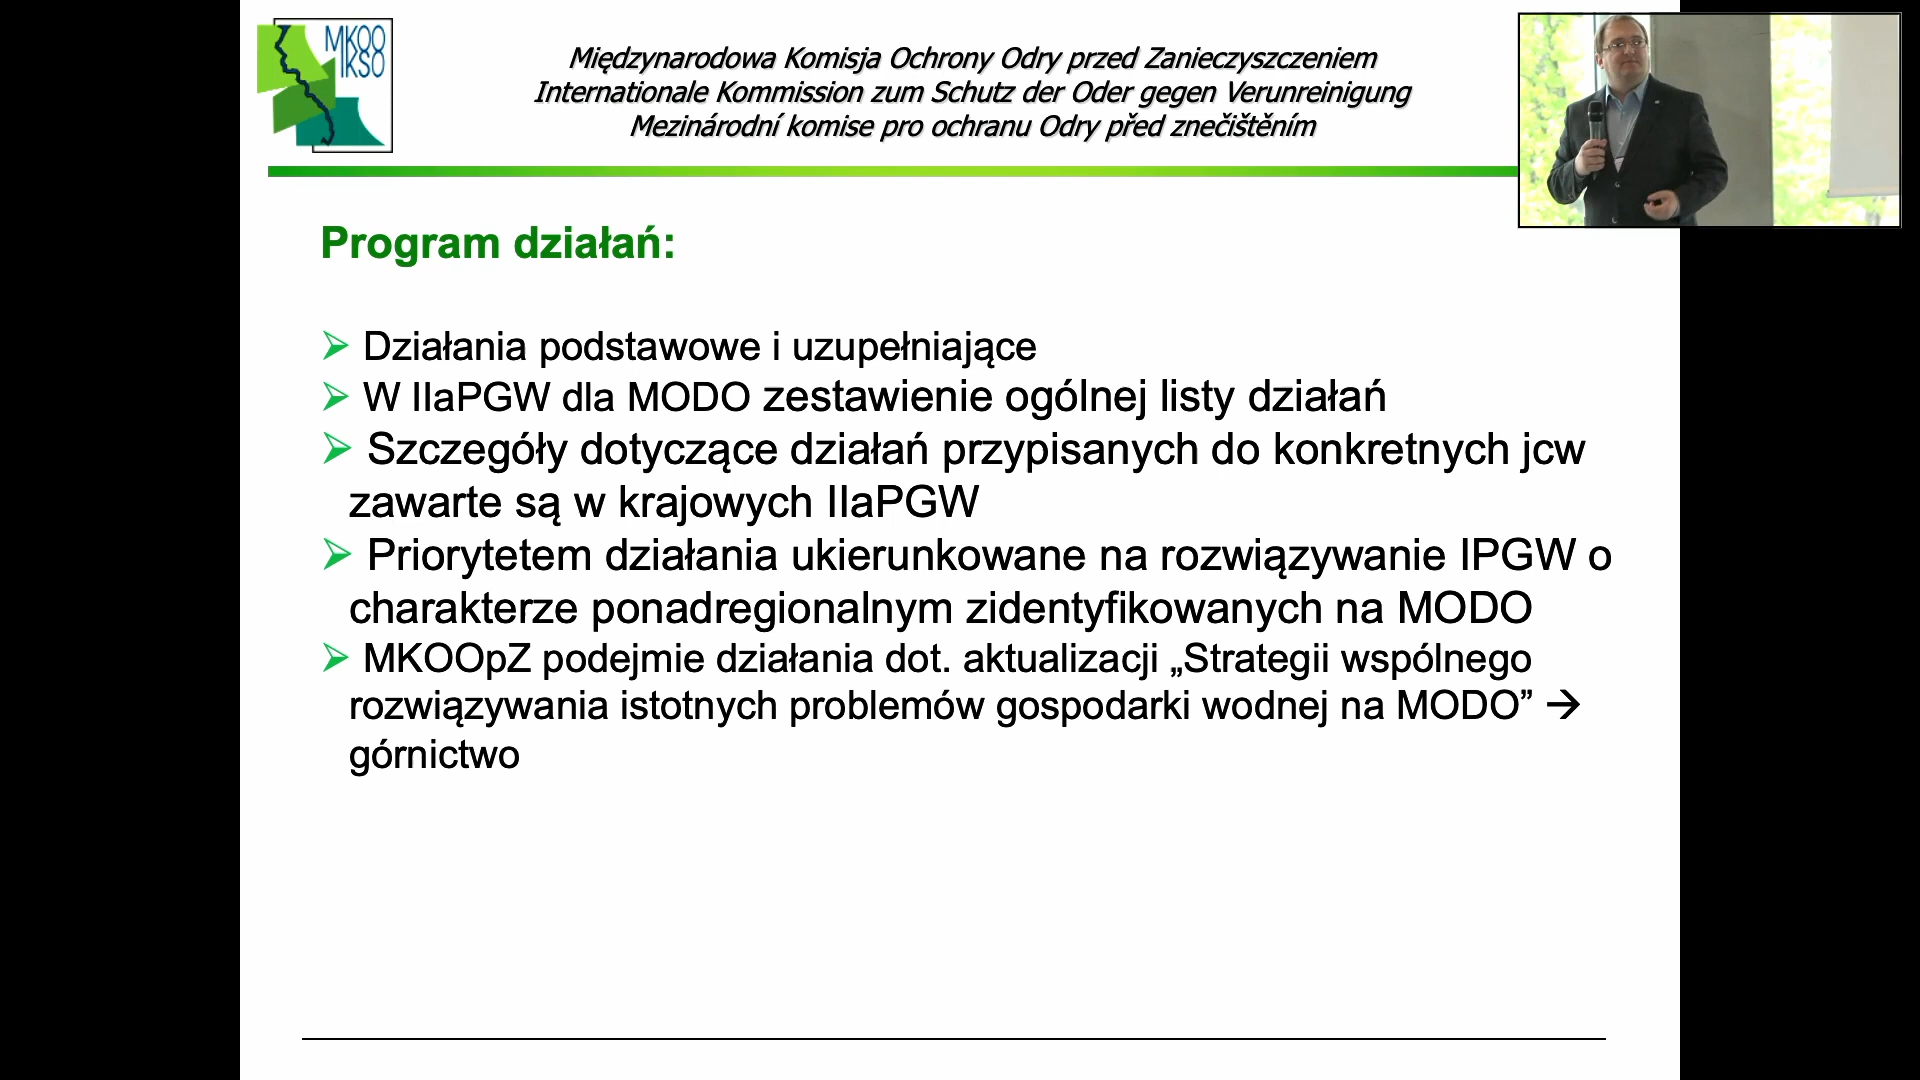 MKOO
IKSO
Międzynarodowa Komisja Ochrony Odry przed Zanieczyszczeniem
Internationale Kommission zum Schutz der Oder gegen Verunreinigung
Mezinárodní komise pro ochranu Odry před znečištěním
Program działań:
➢ Działania podstawowe i uzupełniające
➢ W IIaPGW dla MODO zestawienie ogólnej listy działań
➢ Szczegóły dotyczące działań przypisanych do konkretnych jcw
zawarte są w krajowych IIaPGW
➢ Priorytetem działania ukierunkowane na rozwiązywanie IPGW o
charakterze ponadregionalnym zidentyfikowanych na MODO
➢ MKOOpZ podejmie działania dot. aktualizacji „Strategii wspólnego
rozwiązywania istotnych problemów gospodarki wodnej na MODO” →
górnictwo